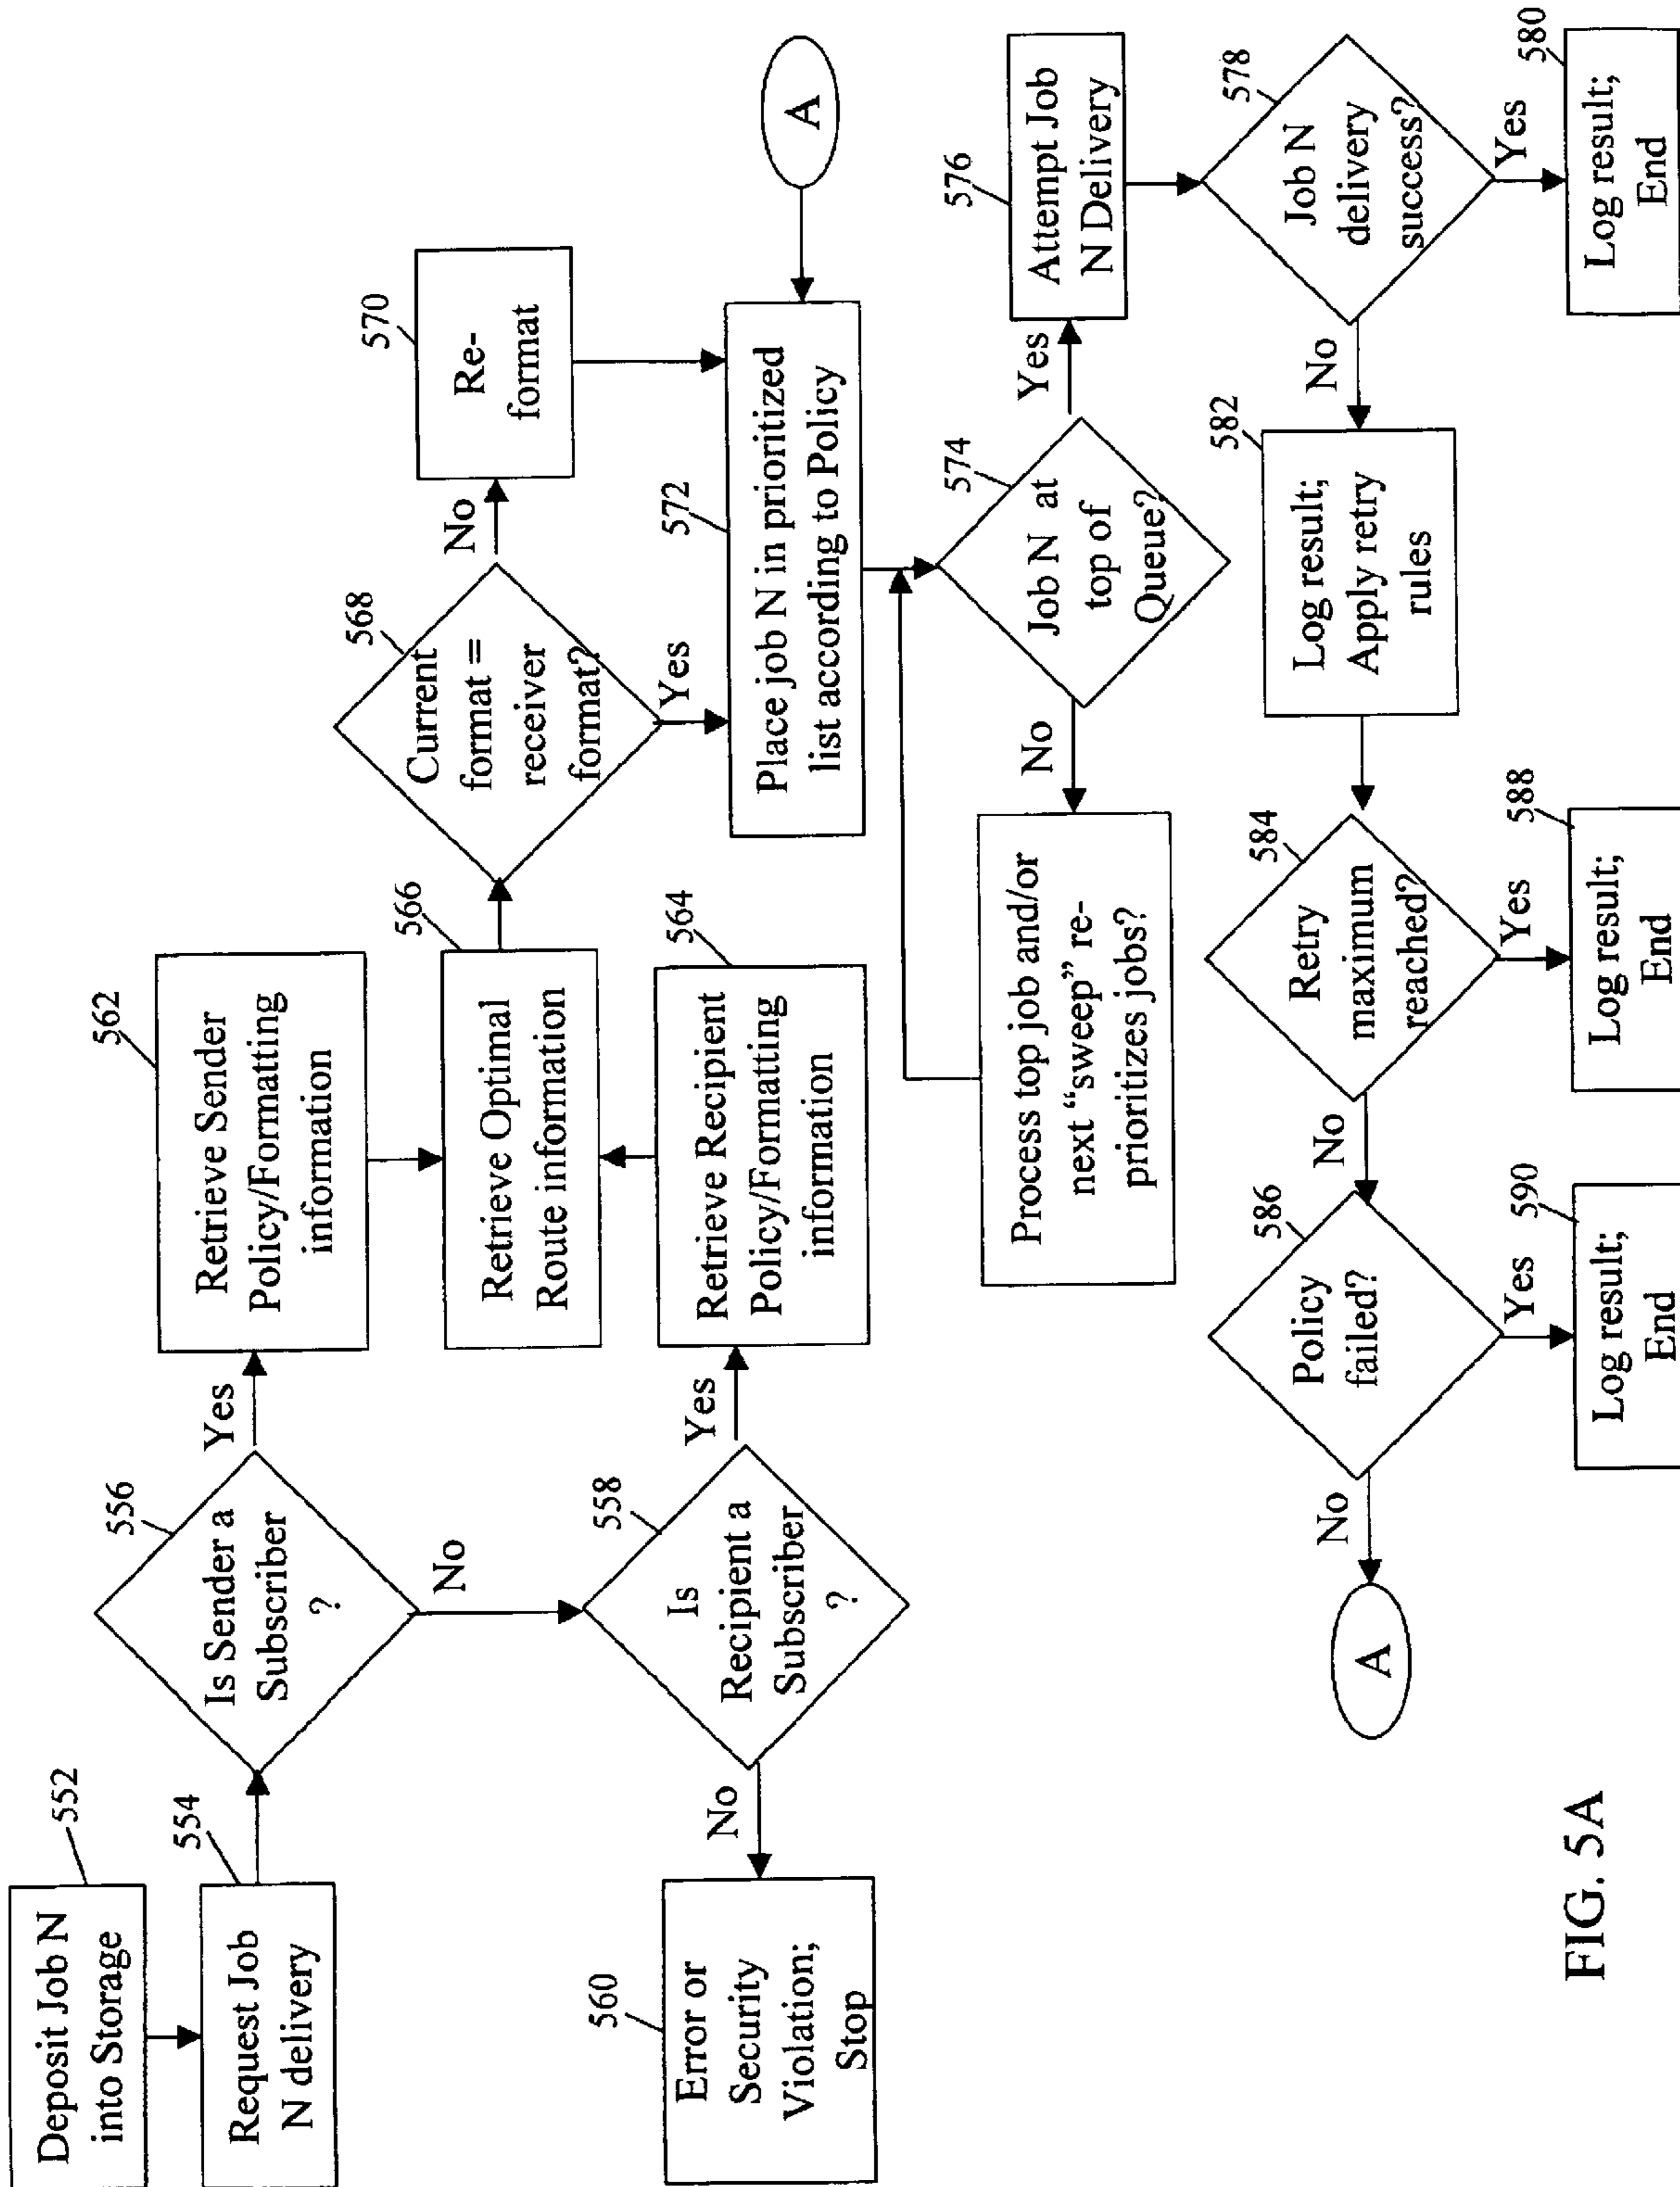 552
Deposit Job N
into Storage
554
Request Job
N delivery
556
Is Sender a
Subscriber
?
Yes
No
558
Is
Recipient a
Subscriber
?
Yes
No
560
Error or
Security
Violation;
Stop
562
Retrieve Sender
Policy/Formatting
information
566
Retrieve Optimal
Route information
564
Retrieve Recipient
Policy/Formatting
information
568
Current
format =
receiver
format?
No
Yes
570
Re-
format
572
Place job N in prioritized
list according to Policy
A
574
Job N at
top of
Queue?
Yes
No
Process top job and/or
next “sweep” re-
prioritizes jobs?
576
Attempt Job
N Delivery
578
Job N
delivery
success?
Yes
No
580
Log result;
End
582
Log result;
Apply retry
rules
584
Retry
maximum
reached?
Yes
No
588
Log result;
End
586
Policy
failed?
Yes
No
590
Log result;
End
A
FIG. 5A